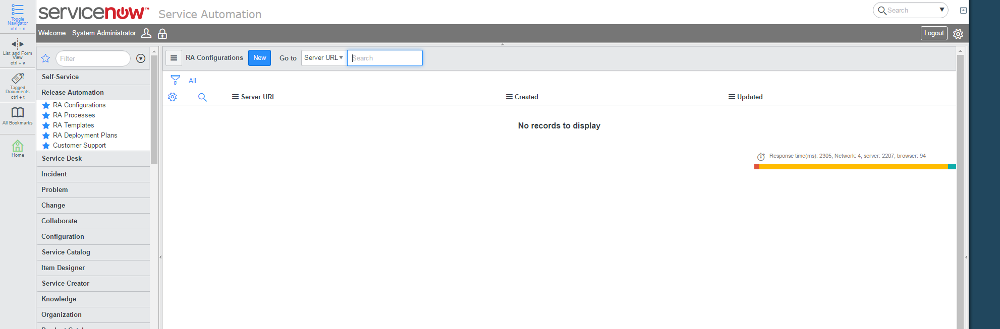 Toggle
Navigator
ctrl + n
List and Form
View
ctrl + v
Tagged
Documents
ctrl + t
All Bookmarks
Home
servicenow™ Service Automation
Search
Welcome: System Administrator
Logout
Filter
Self-Service
Release Automation
RA Configurations
RA Processes
RA Templates
RA Deployment Plans
Customer Support
Service Desk
Incident
Problem
Change
Collaborate
Configuration
Service Catalog
Item Designer
Service Creator
Knowledge
Organization
RA Configurations New Go to Server URL Search
All
Server URL Created Updated
No records to display
Response time(ms): 2305, Network: 4, server: 2207, browser: 94